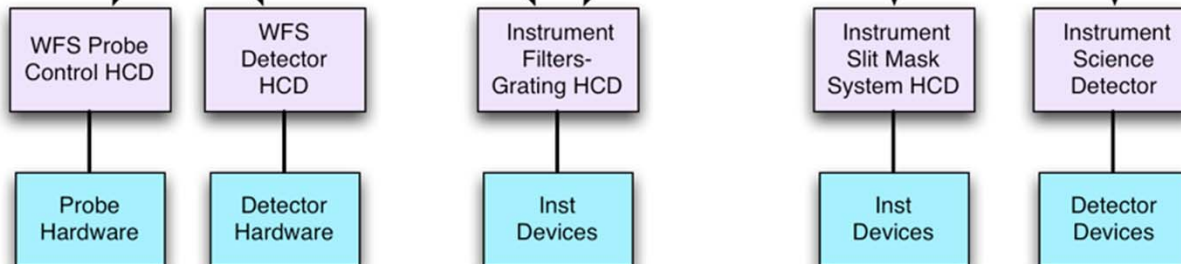 WFS Probe
Control HCD
WFS
Detector
HCD
Instrument
Filters-
Grating HCD
Instrument
Slit Mask
System HCD
Instrument
Science
Detector
Probe
Hardware
Detector
Hardware
Inst
Devices
Inst
Devices
Detector
Devices